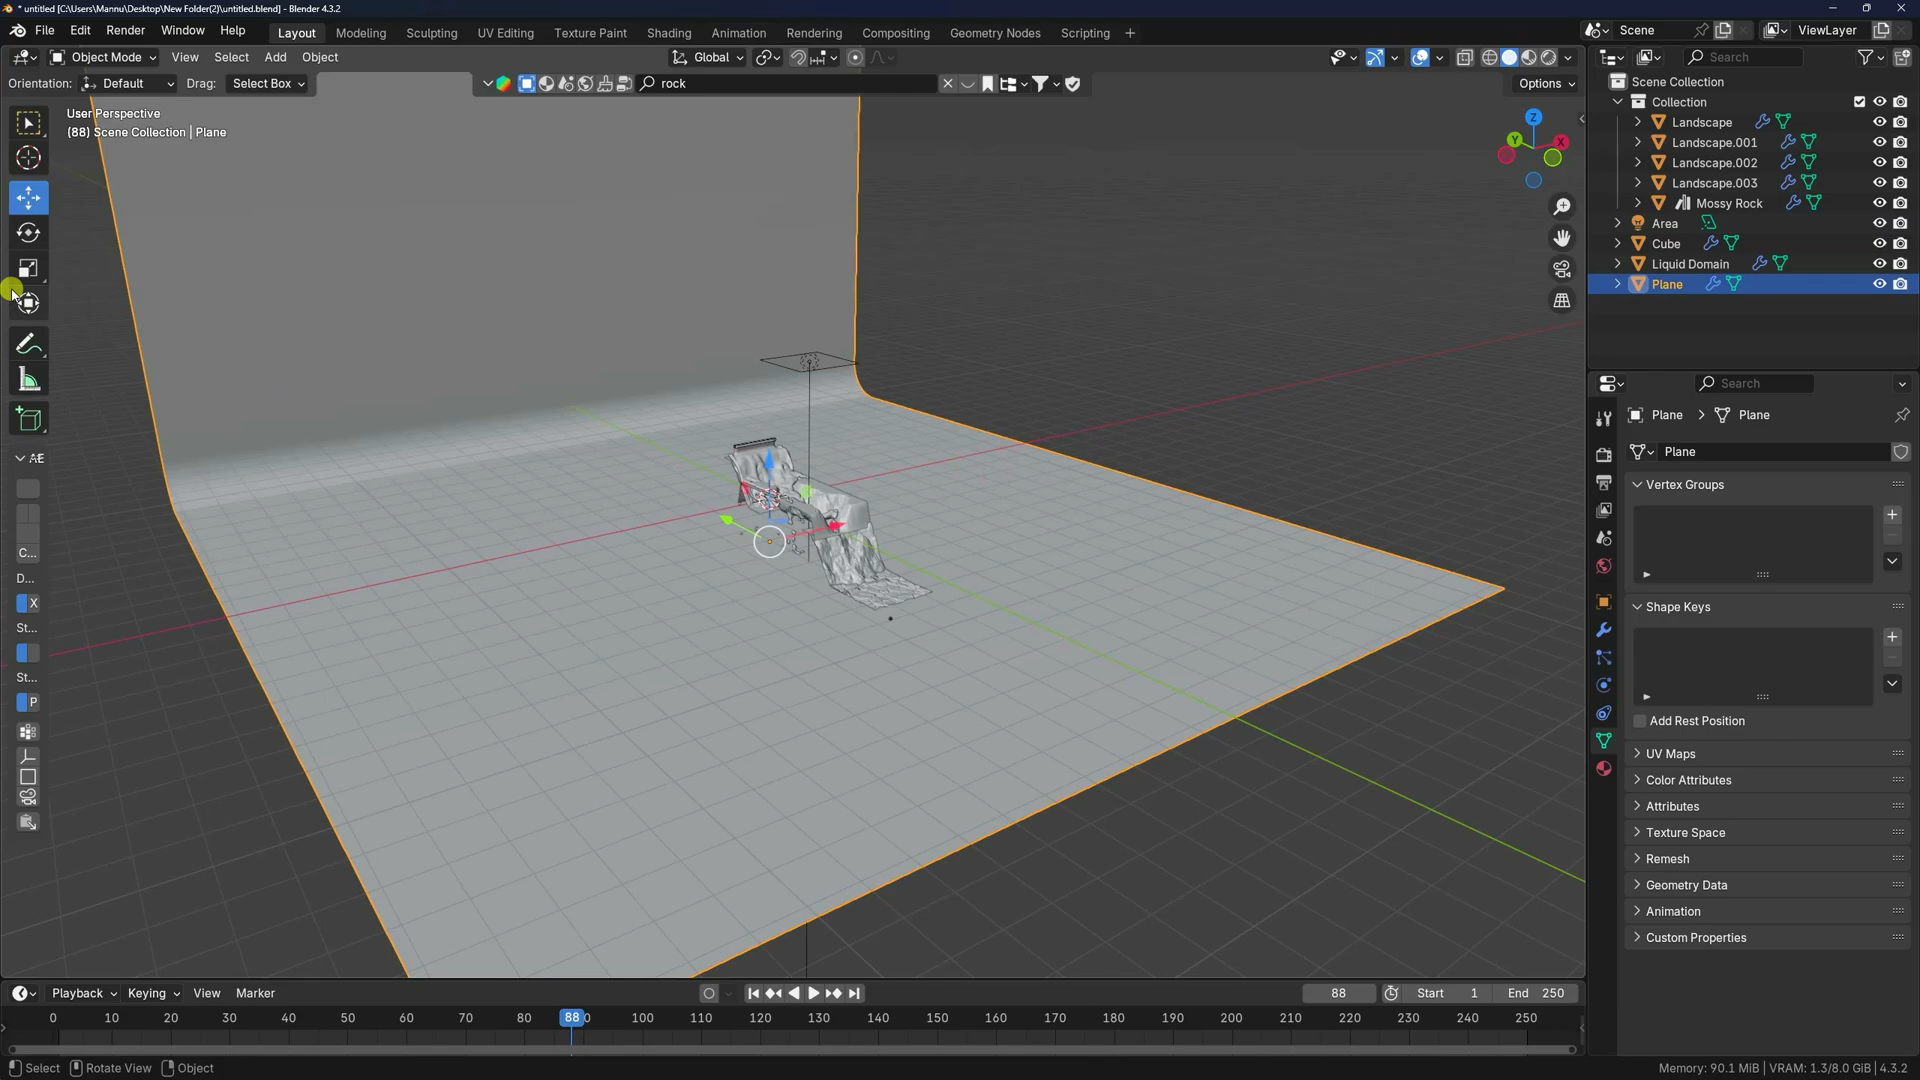 * untitled [C:\Users\Mannu\Desktop\New Folder(2)\untitled.blend] - Blender 4.3.2
File Edit Render Window Help Layout Modeling Sculpting UV Editing Texture Paint Shading Animation Rendering Compositing Geometry Nodes Scripting + Scene ViewLayer
Object Mode View Select Add Object Global Search
Orientation: Default Drag: Select Box rock Options
User Perspective
(88) Scene Collection | Plane
Z
Y
X
AE
C...
D...
X
St...
St...
P
Scene Collection
Collection
Landscape
Landscape.001
Landscape.002
Landscape.003
Mossy Rock
Area
Cube
Liquid Domain
Plane
Search
Plane > Plane
Plane
Vertex Groups
Shape Keys
Add Rest Position
UV Maps
Color Attributes
Attributes
Texture Space
Remesh
Geometry Data
Animation
Custom Properties
Playback Keying View Marker 88 Start 1 End 250
0 10 20 30 40 50 60 70 80 88 100 110 120 130 140 150 160 170 180 190 200 210 220 230 240 250
Select Rotate View Object Memory: 90.1 MiB | VRAM: 1.3/8.0 GiB | 4.3.2